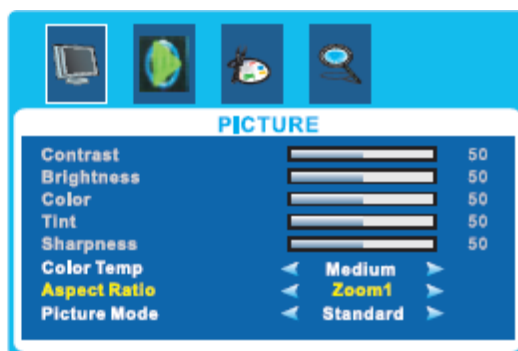 PICTURE
Contrast 50
Brightness 50
Color 50
Tint 50
Sharpness 50
Color Temp Medium
Aspect Ratio Zoom1
Picture Mode Standard